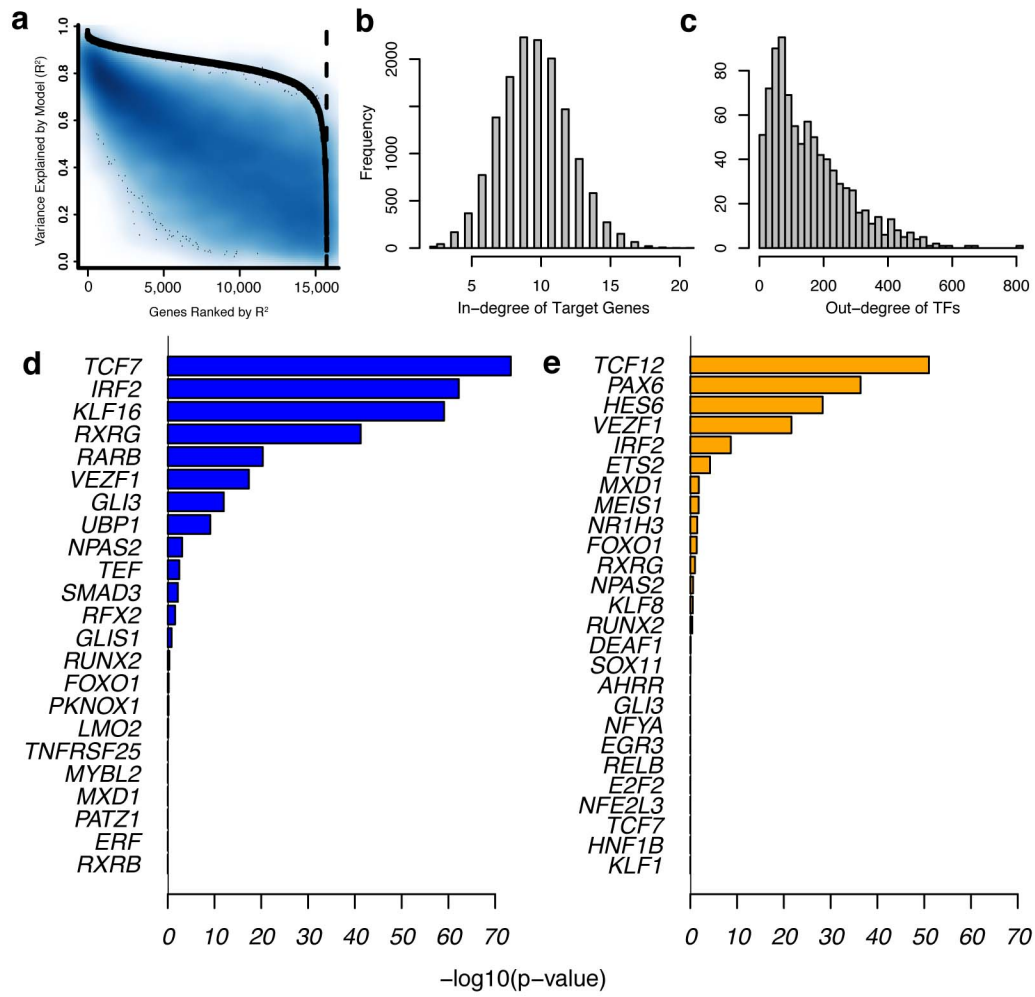 a
Variance Explained by Model (R²)
1.0
0.8
0.6
0.4
0.2
0.0
0 5,000 10,000 15,000
Genes Ranked by R²
b
Frequency
2000
1000
500
0
5 10 15 20
In−degree of Target Genes
c
80
60
40
20
0
0 200 400 600 800
Out−degree of TFs
d
TCF7
IRF2
KLF16
RXRG
RARB
VEZF1
GLI3
UBP1
NPAS2
TEF
SMAD3
RFX2
GLIS1
RUNX2
FOXO1
PKNOX1
LMO2
TNFRSF25
MYBL2
MXD1
PATZ1
ERF
RXRB
0 10 20 30 40 50 60 70
e
TCF12
PAX6
HES6
VEZF1
IRF2
ETS2
MXD1
MEIS1
NR1H3
FOXO1
RXRG
NPAS2
KLF8
RUNX2
DEAF1
SOX11
AHRR
GLI3
NFYA
EGR3
RELB
E2F2
NFE2L3
TCF7
HNF1B
KLF1
0 10 20 30 40 50 60 70
−log10(p−value)